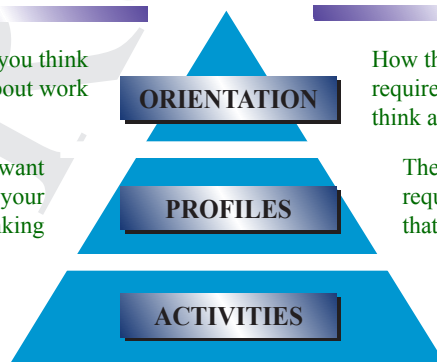 you think
bout work
ORIENTATION
How th
require
think a
want
your
king
PROFILES
The
requ
that
ACTIVITIES